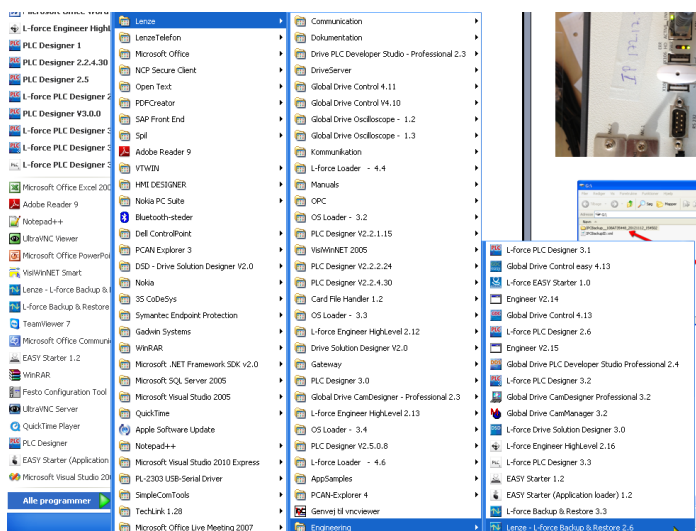 L-force Engineer HighL
PLC Designer 1
PLC Designer 2.2.4.30
PLC Designer 2.5
L-force PLC Designer 2
PLC Designer V3.0.0
L-force PLC Designer 3
L-force PLC Designer 3
L-force PLC Designer 3
Microsoft Office Excel 200
Adobe Reader 9
Notepad++
UltraVNC Viewer
Microsoft Office PowerPoi
VisiWinNET Smart
Lenze - L-force Backup &
L-force Backup & Restore
TeamViewer 7
Microsoft Office Communi
EASY Starter 1.2
WinRAR
Festo Configuration Tool
UltraVNC Server
QuickTime Player
PLC Designer
EASY Starter (Application
Microsoft Visual Studio 20
Alle programmer
Lenze
LenzeTelefon
Microsoft Office
NCP Secure Client
Open Text
PDFCreator
SAP Front End
Spil
Adobe Reader 9
VTWIN
HMI DESIGNER
Nokia PC Suite
Bluetooth-steder
Dell ControlPoint
PCAN Explorer 3
DSD - Drive Solution Designer V2.0
Nokia
3S CoDeSys
Symantec Endpoint Protection
Gadwin Systems
WinRAR
Microsoft .NET Framework SDK v2.0
Microsoft SQL Server 2005
Microsoft Visual Studio 2005
QuickTime
Apple Software Update
Notepad++
Microsoft Visual Studio 2010 Express
PL-2303 USB-Serial Driver
SimpleComTools
TechLink 1.28
Microsoft Office Live Meeting 2007
Communication
Dokumentation
Drive PLC Developer Studio - Professional 2.3
DriveServer
Global Drive Control 4.11
Global Drive Control V4.10
Global Drive Oscilloscope - 1.2
Global Drive Oscilloscope - 1.3
Kommunikation
L-force Loader - 4.4
Manuals
OPC
OS Loader - 3.2
PLC Designer V2.2.1.15
VisiWinNET 2005
PLC Designer V2.2.2.24
PLC Designer V2.2.4.30
Card File Handler 1.2
OS Loader - 3.3
L-force Engineer HighLevel 2.12
Drive Solution Designer V2.0
Gateway
PLC Designer 3.0
Global Drive CamDesigner - Professional 2.3
L-force Engineer HighLevel 2.13
OS Loader - 3.4
PLC Designer V2.5.0.8
L-force Loader - 4.6
AppSamples
PCAN-Explorer 4
Genvej til vncviewer
Engineering
L-force PLC Designer 3.1
Global Drive Control easy 4.13
L-force EASY Starter 1.0
Engineer V2.14
Global Drive Control 4.13
L-force PLC Designer 2.6
Engineer V2.15
Global Drive PLC Developer Studio Professional 2.4
L-force PLC Designer 3.2
Global Drive CamDesigner Professional 3.2
Global Drive CamManager 3.2
L-force Drive Solution Designer 3.0
L-force Engineer HighLevel 2.16
PLC Designer 3.3
EASY Starter 1.2
EASY Starter (Application loader) 1.2
L-force Backup & Restore 3.3
Lenze - L-force Backup & Restore 2.6